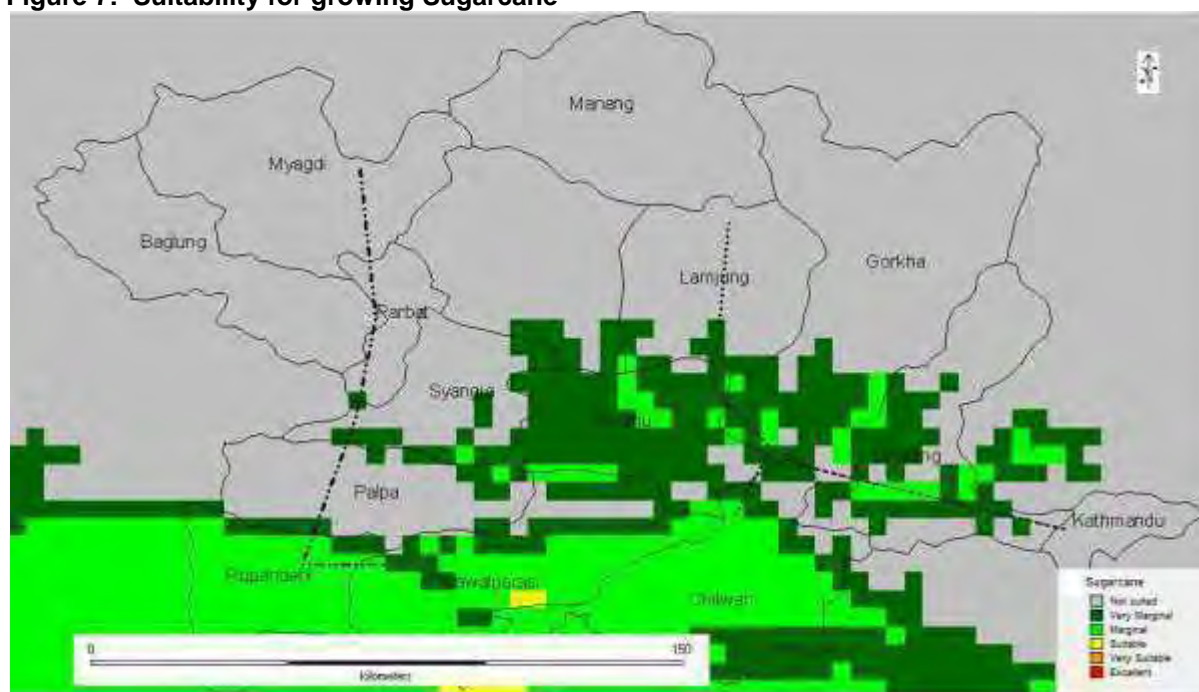 Figure 7: Suitability for growing Sugarcane
Manang
Myagdi
Baglung
Gorkha
Lamjung
Parbat
Syangja
Palpa
Kathmandu
Rupandehi
Nawalparasi
Chitwan
0
150
kilometers
Sugarcane
Not suited
Very Marginal
Marginal
Suitable
Very Suitable
Excellent